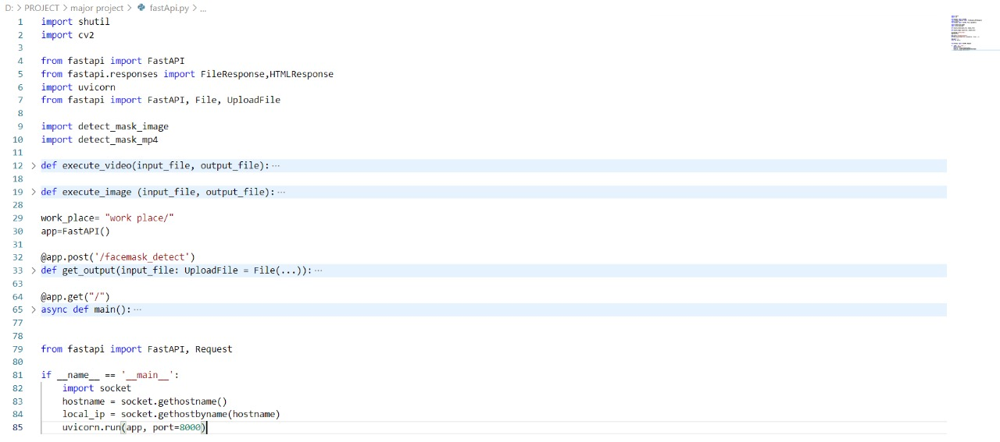 D: > PROJECT > major project > fastApi.py > ...
1 import shutil
2 import cv2
3
4 from fastapi import FastAPI
5 from fastapi.responses import FileResponse,HTMLResponse
6 import uvicorn
7 from fastapi import FastAPI, File, UploadFile
8
9 import detect_mask_image
10 import detect_mask_mp4
11
12 > def execute_video(input_file, output_file): ...
18
19 > def execute_image (input_file, output_file): ...
28
29 work_place= "work place/"
30 app=FastAPI()
31
32 @app.post('/facemask_detect')
33 > def get_output(input_file: UploadFile = File(...)): ...
63
64 @app.get("/")
65 > async def main(): ...
77
78
79 from fastapi import FastAPI, Request
80
81 if __name__ == '__main__':
82 import socket
83 hostname = socket.gethostname()
84 local_ip = socket.gethostbyname(hostname)
85 uvicorn.run(app, port=8000)